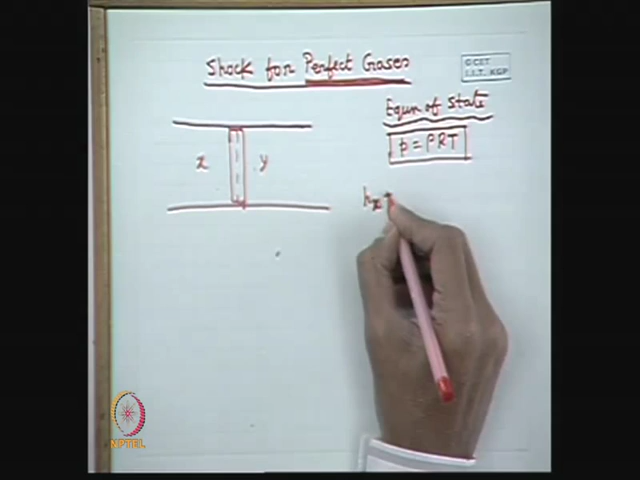 Shock for Perfect Gases
© CET
I.I.T. KGP
Equn of State
p = ρRT
x
y
hx +
NPTEL